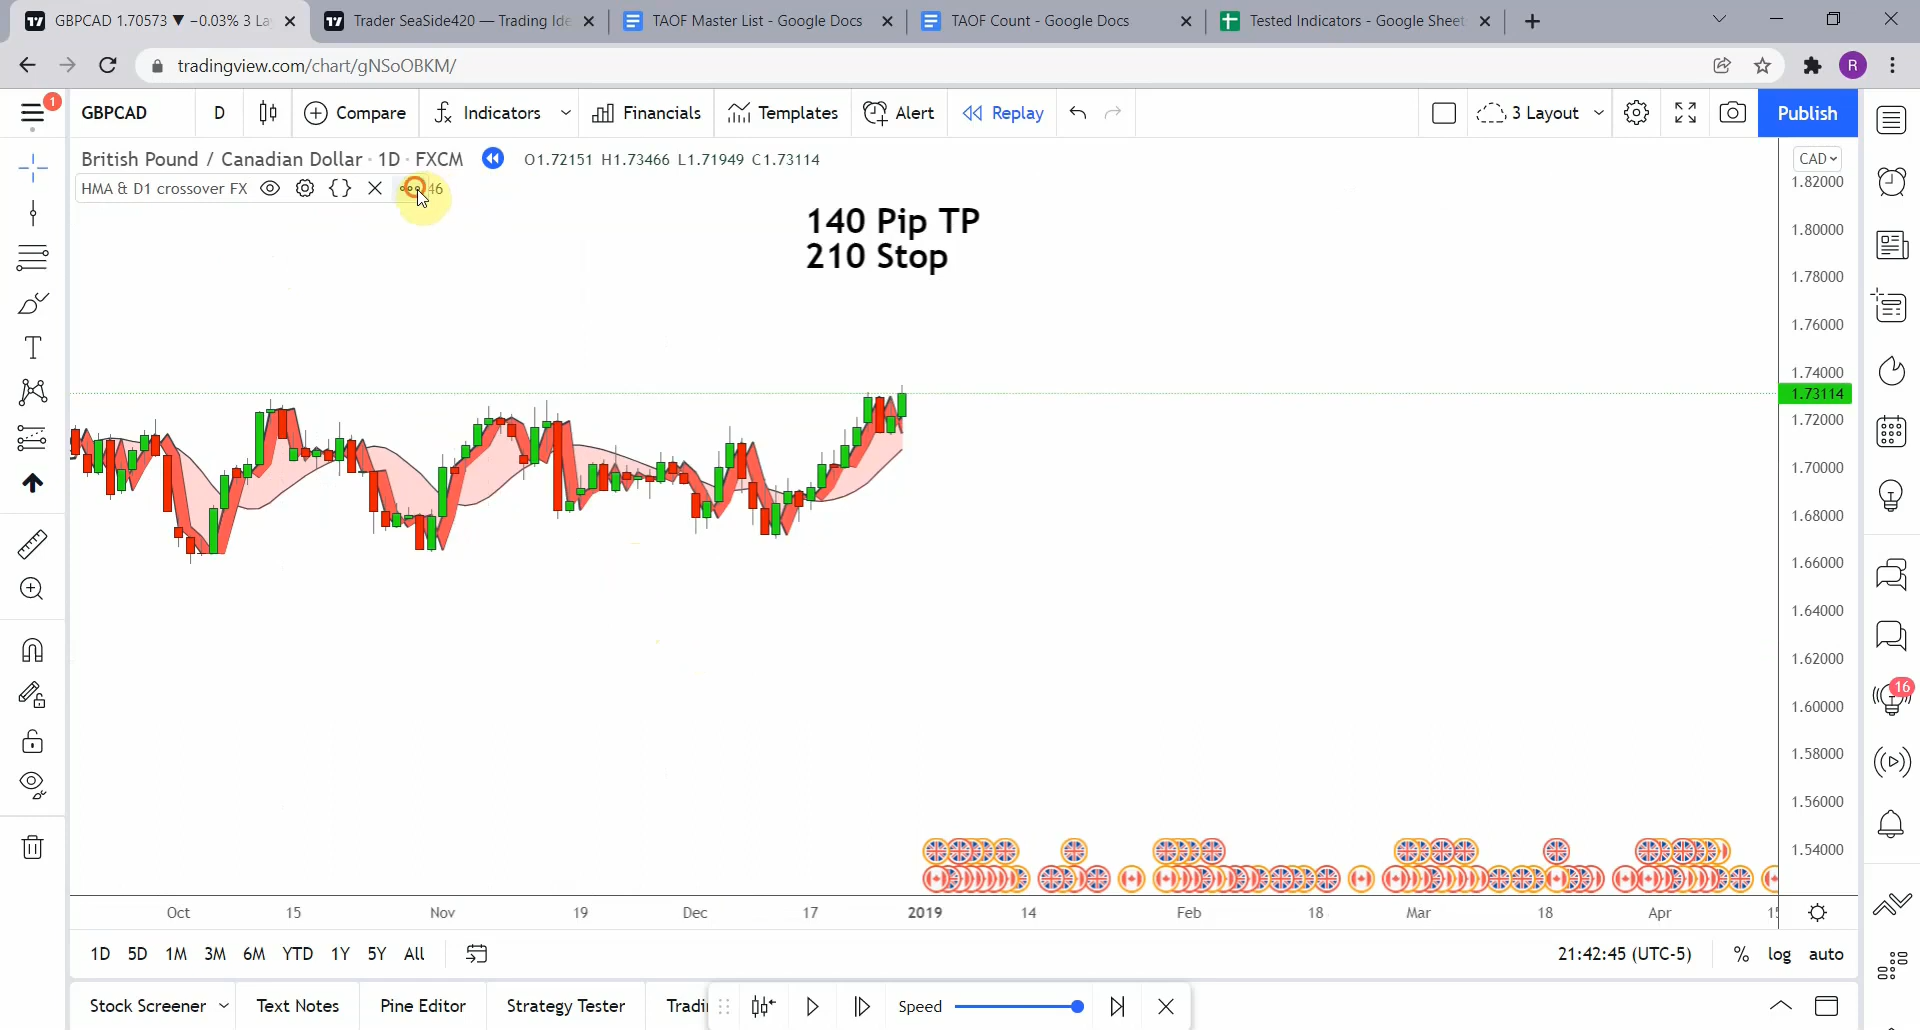 GBPCAD 1.70573 ▼ −0.03% 3 La
Trader SeaSide420 — Trading Ide
TAOF Master List - Google Docs
TAOF Count - Google Docs
Tested Indicators - Google Sheet
tradingview.com/chart/gNSoOBKM/
R
1
GBPCAD
D
Compare
Indicators
Financials
Templates
Alert
Replay
3 Layout
Publish
British Pound / Canadian Dollar · 1D · FXCM
O1.72151 H1.73466 L1.71949 C1.73114
CAD
HMA & D1 crossover FX
46
140 Pip TP
210 Stop
1.82000
1.80000
1.78000
1.76000
1.74000
1.73114
1.72000
1.70000
1.68000
1.66000
1.64000
1.62000
1.60000
1.58000
1.56000
1.54000
16
Oct 15 Nov 19 Dec 17 2019 14 Feb 18 Mar 18 Apr 15
1D 5D 1M 3M 6M YTD 1Y 5Y All
21:42:45 (UTC-5)
% log auto
Stock Screener
Text Notes
Pine Editor
Strategy Tester
Tradi
Speed